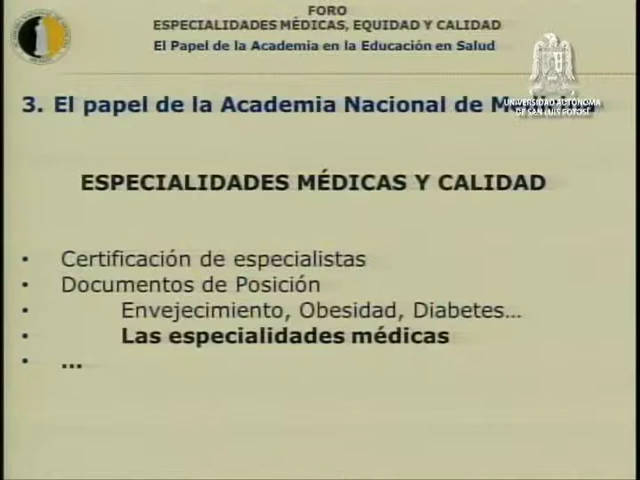 FORO
ESPECIALIDADES MÉDICAS, EQUIDAD Y CALIDAD
El Papel de la Academia en la Educación en Salud
3. El papel de la Academia Nacional de
UNIVERSIDAD AUTÓNOMA
DE SAN LUIS POTOSÍ
ESPECIALIDADES MÉDICAS Y CALIDAD
• Certificación de especialistas
• Documentos de Posición
• Envejecimiento, Obesidad, Diabetes...
• Las especialidades médicas
• ...